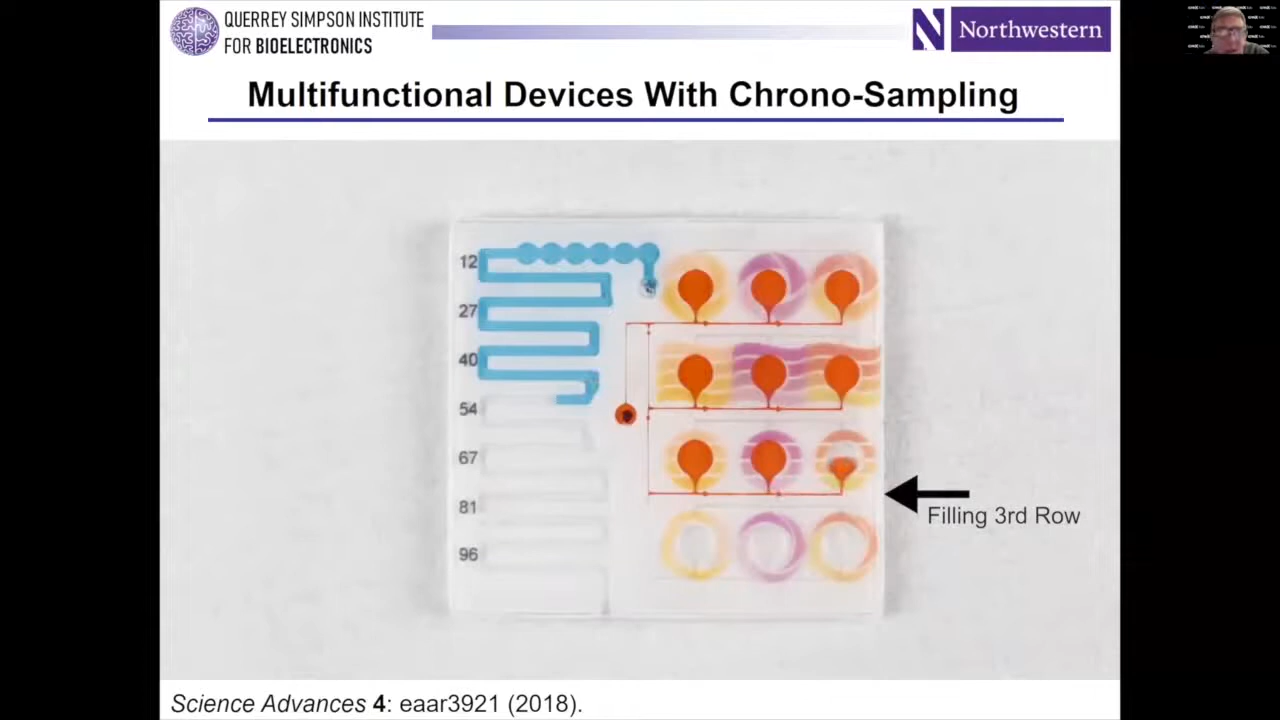 QUERREY SIMPSON INSTITUTE
FOR BIOELECTRONICS
N Northwestern
Multifunctional Devices With Chrono-Sampling
12
27
40
54
67
81
96
Filling 3rd Row
Science Advances 4: eaar3921 (2018).